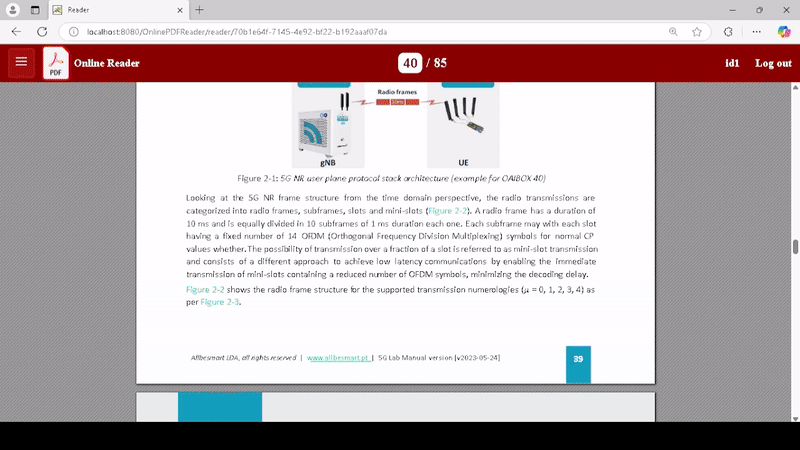 Reader
localhost:8080/OnlinePDFReader/reader/70b1e64f-7145-4e92-bf22-b192aaaf07da
PDF
Online Reader
40 / 85
id1
Log out
Radio frames
10ms
gNB
UE
Figure 2-1: 5G NR user plane protocol stack architecture (example for OAIBOX 40)
Looking at the 5G NR frame structure from the time domain perspective, the radio transmissions are
categorized into radio frames, subframes, slots and mini-slots (Figure 2-2). A radio frame has a duration of
10 ms and is equally divided in 10 subframes of 1 ms duration each one. Each subframe may with each slot
having a fixed number of 14 OFDM (Orthogonal Frequency Division Multiplexing) symbols for normal CP
values whether. The possibility of transmission over a fraction of a slot is referred to as mini-slot transmission
and consists of a different approach to achieve low latency communications by enabling the immediate
transmission of mini-slots containing a reduced number of OFDM symbols, minimizing the decoding delay.
Figure 2-2 shows the radio frame structure for the supported transmission numerologies (μ = 0, 1, 2, 3, 4) as
per Figure 2-3.
Allbesmart LDA, all rights reserved | www.allbesmart.pt | 5G Lab Manual version [v2023-05-24]
39